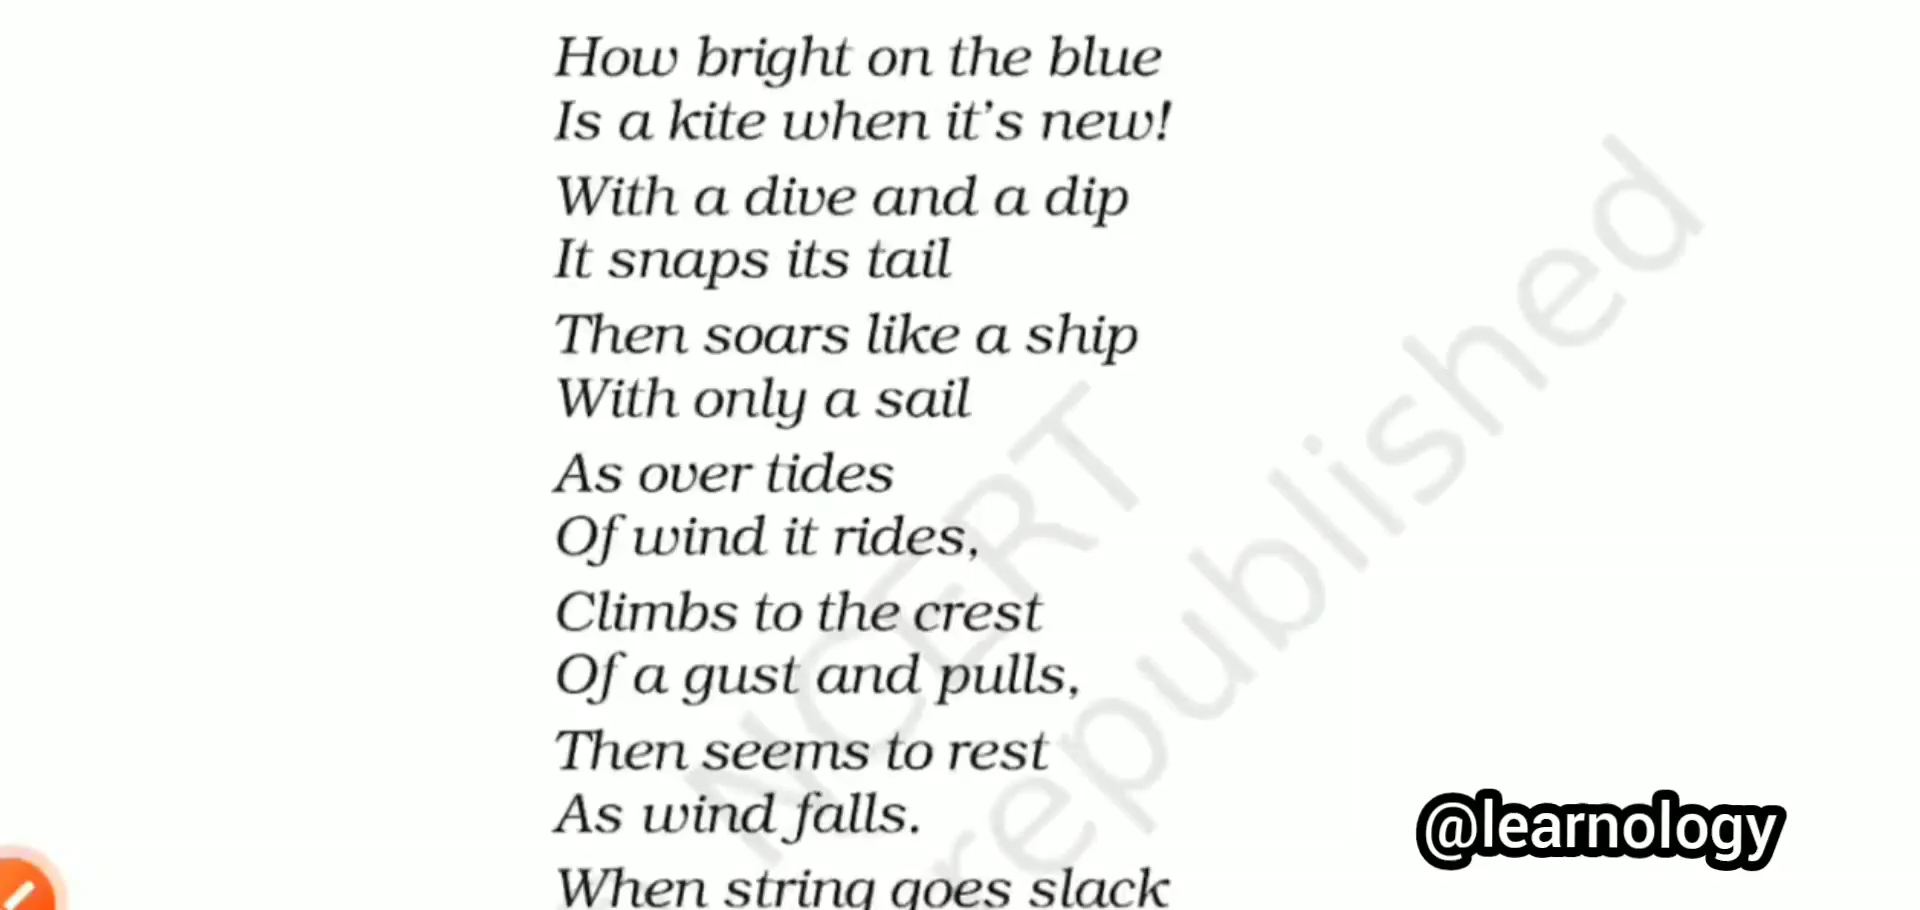 How bright on the blue
Is a kite when it’s new!
With a dive and a dip
It snaps its tail
Then soars like a ship
With only a sail
As over tides
Of wind it rides,
Climbs to the crest
Of a gust and pulls,
Then seems to rest
As wind falls.
When string goes slack
NCERT
republished
@learnology